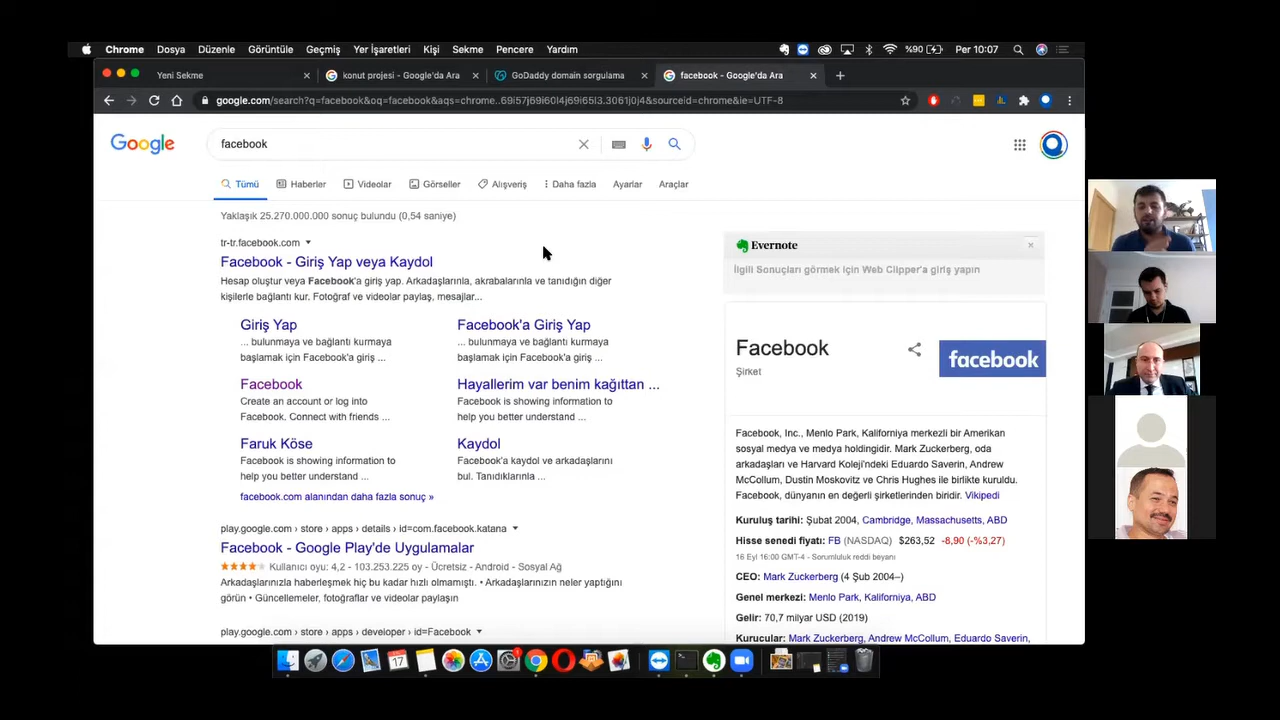 Chrome Dosya Düzenle Görüntüle Geçmiş Yer İşaretleri Kişi Sekme Pencere Yardım %90 Per 10:07
Yeni Sekme konut projesi - Google'da Ara GoDaddy domain sorgulama facebook - Google'da Ara
google.com/search?q=facebook&oq=facebook&aqs=chrome..69i57j69i60l4j69i65l3.3061j0j4&sourceid=chrome&ie=UTF-8
Google
facebook
Tümü Haberler Videolar Görseller Alışveriş Daha fazla Ayarlar Araçlar
Yaklaşık 25.270.000.000 sonuç bulundu (0,54 saniye)
tr-tr.facebook.com
Facebook - Giriş Yap veya Kaydol
Hesap oluştur veya Facebook'a giriş yap. Arkadaşlarınla, akrabalarınla ve tanıdığın diğer
kişilerle bağlantı kur. Fotoğraf ve videolar paylaş, mesajlar...
Giriş Yap
... bulunmaya ve bağlantı kurmaya
başlamak için Facebook'a giriş ...
Facebook'a Giriş Yap
... bulunmaya ve bağlantı kurmaya
başlamak için Facebook'a giriş ...
Facebook
Create an account or log into
Facebook. Connect with friends ...
Hayallerim var benim kağıttan ...
Facebook is showing information to
help you better understand ...
Faruk Köse
Facebook is showing information to
help you better understand ...
Kaydol
Facebook'a kaydol ve arkadaşlarını
bul. Tanıdıklarınla ...
facebook.com alanından daha fazla sonuç »
play.google.com › store › apps › details › id=com.facebook.katana
Facebook - Google Play'de Uygulamalar
Kullanıcı oyu: 4,2 - 103.253.225 oy - Ücretsiz - Android - Sosyal Ağ
Arkadaşlarınızla haberleşmek hiç bu kadar hızlı olmamıştı. • Arkadaşlarınızın neler yaptığını
görün • Güncellemeler, fotoğraflar ve videolar paylaşın
play.google.com › store › apps › developer › id=Facebook
Evernote
İlgili Sonuçları görmek için Web Clipper'a giriş yapın
Facebook
Şirket
facebook
Facebook, Inc., Menlo Park, Kaliforniya merkezli bir Amerikan
sosyal medya ve medya holdingidir. Mark Zuckerberg, oda
arkadaşları ve Harvard Koleji'ndeki Eduardo Saverin, Andrew
McCollum, Dustin Moskovitz ve Chris Hughes ile birlikte kuruldu.
Facebook, dünyanın en değerli şirketlerinden biridir. Vikipedi
Kuruluş tarihi: Şubat 2004, Cambridge, Massachusetts, ABD
Hisse senedi fiyatı: FB (NASDAQ) $263,52 -8,90 (-%3,27)
16 Eyl 16:00 GMT-4 - Sorumluluk reddi beyanı
CEO: Mark Zuckerberg (4 Şub 2004–)
Genel merkezi: Menlo Park, Kaliforniya, ABD
Gelir: 70,7 milyar USD (2019)
Kurucular: Mark Zuckerberg, Andrew McCollum, Eduardo Saverin,
17